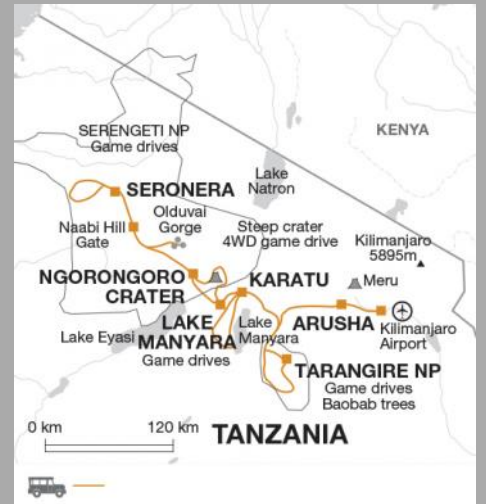 SERENGETI NP
Game drives
KENYA
Lake
Natron
SERONERA
Olduvai
Gorge
Naabi Hill
Gate
Steep crater
4WD game drive
Kilimanjaro
5895m
Meru
NGORONGORO
CRATER
KARATU
LAKE
MANYARA
Game drives
Lake
Manyara
Lake Eyasi
ARUSHA
Kilimanjaro
Airport
TARANGIRE NP
Game drives
Baobab trees
0 km 120 km
TANZANIA